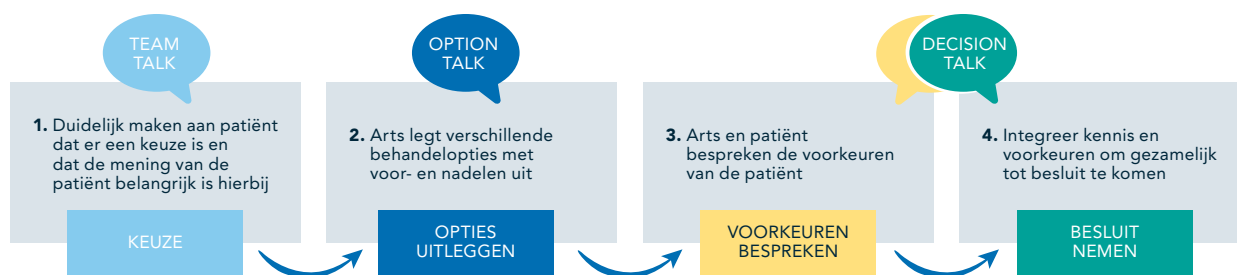 TEAM
TALK
OPTION
TALK
DECISION
TALK
1. Duidelijk maken aan patiënt
dat er een keuze is en
dat de mening van de
patiënt belangrijk is hierbij
KEUZE
2. Arts legt verschillende
behandelopties met
voor- en nadelen uit
OPTIES
UITLEGGEN
3. Arts en patiënt
bespreken de voorkeuren
van de patiënt
VOORKEUREN
BESPREKEN
4. Integreer kennis en
voorkeuren om gezamelijk
tot besluit te komen
BESLUIT
NEMEN